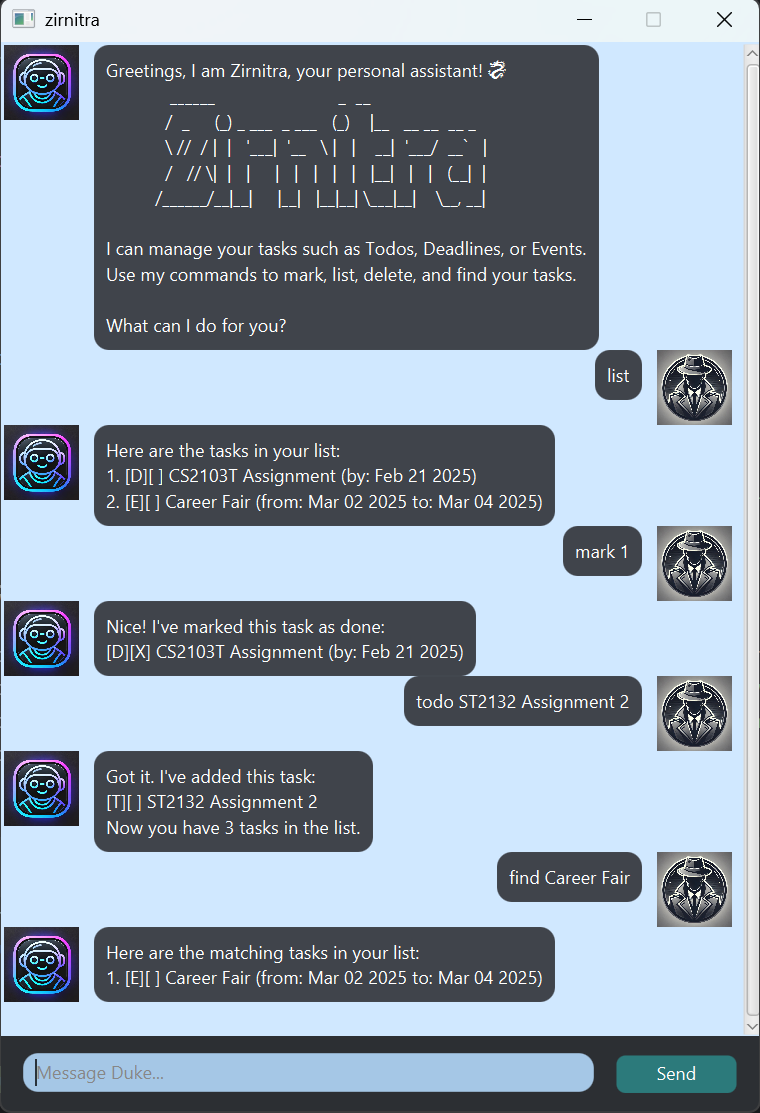 zirnitra
Greetings, I am Zirnitra, your personal assistant! 🐉
Zirnitra
I can manage your tasks such as Todos, Deadlines, or Events.
Use my commands to mark, list, delete, and find your tasks.
What can I do for you?
list
Here are the tasks in your list:
1. [D][ ] CS2103T Assignment (by: Feb 21 2025)
2. [E][ ] Career Fair (from: Mar 02 2025 to: Mar 04 2025)
mark 1
Nice! I've marked this task as done:
[D][X] CS2103T Assignment (by: Feb 21 2025)
todo ST2132 Assignment 2
Got it. I've added this task:
[T][ ] ST2132 Assignment 2
Now you have 3 tasks in the list.
find Career Fair
Here are the matching tasks in your list:
1. [E][ ] Career Fair (from: Mar 02 2025 to: Mar 04 2025)
Message Duke...
Send